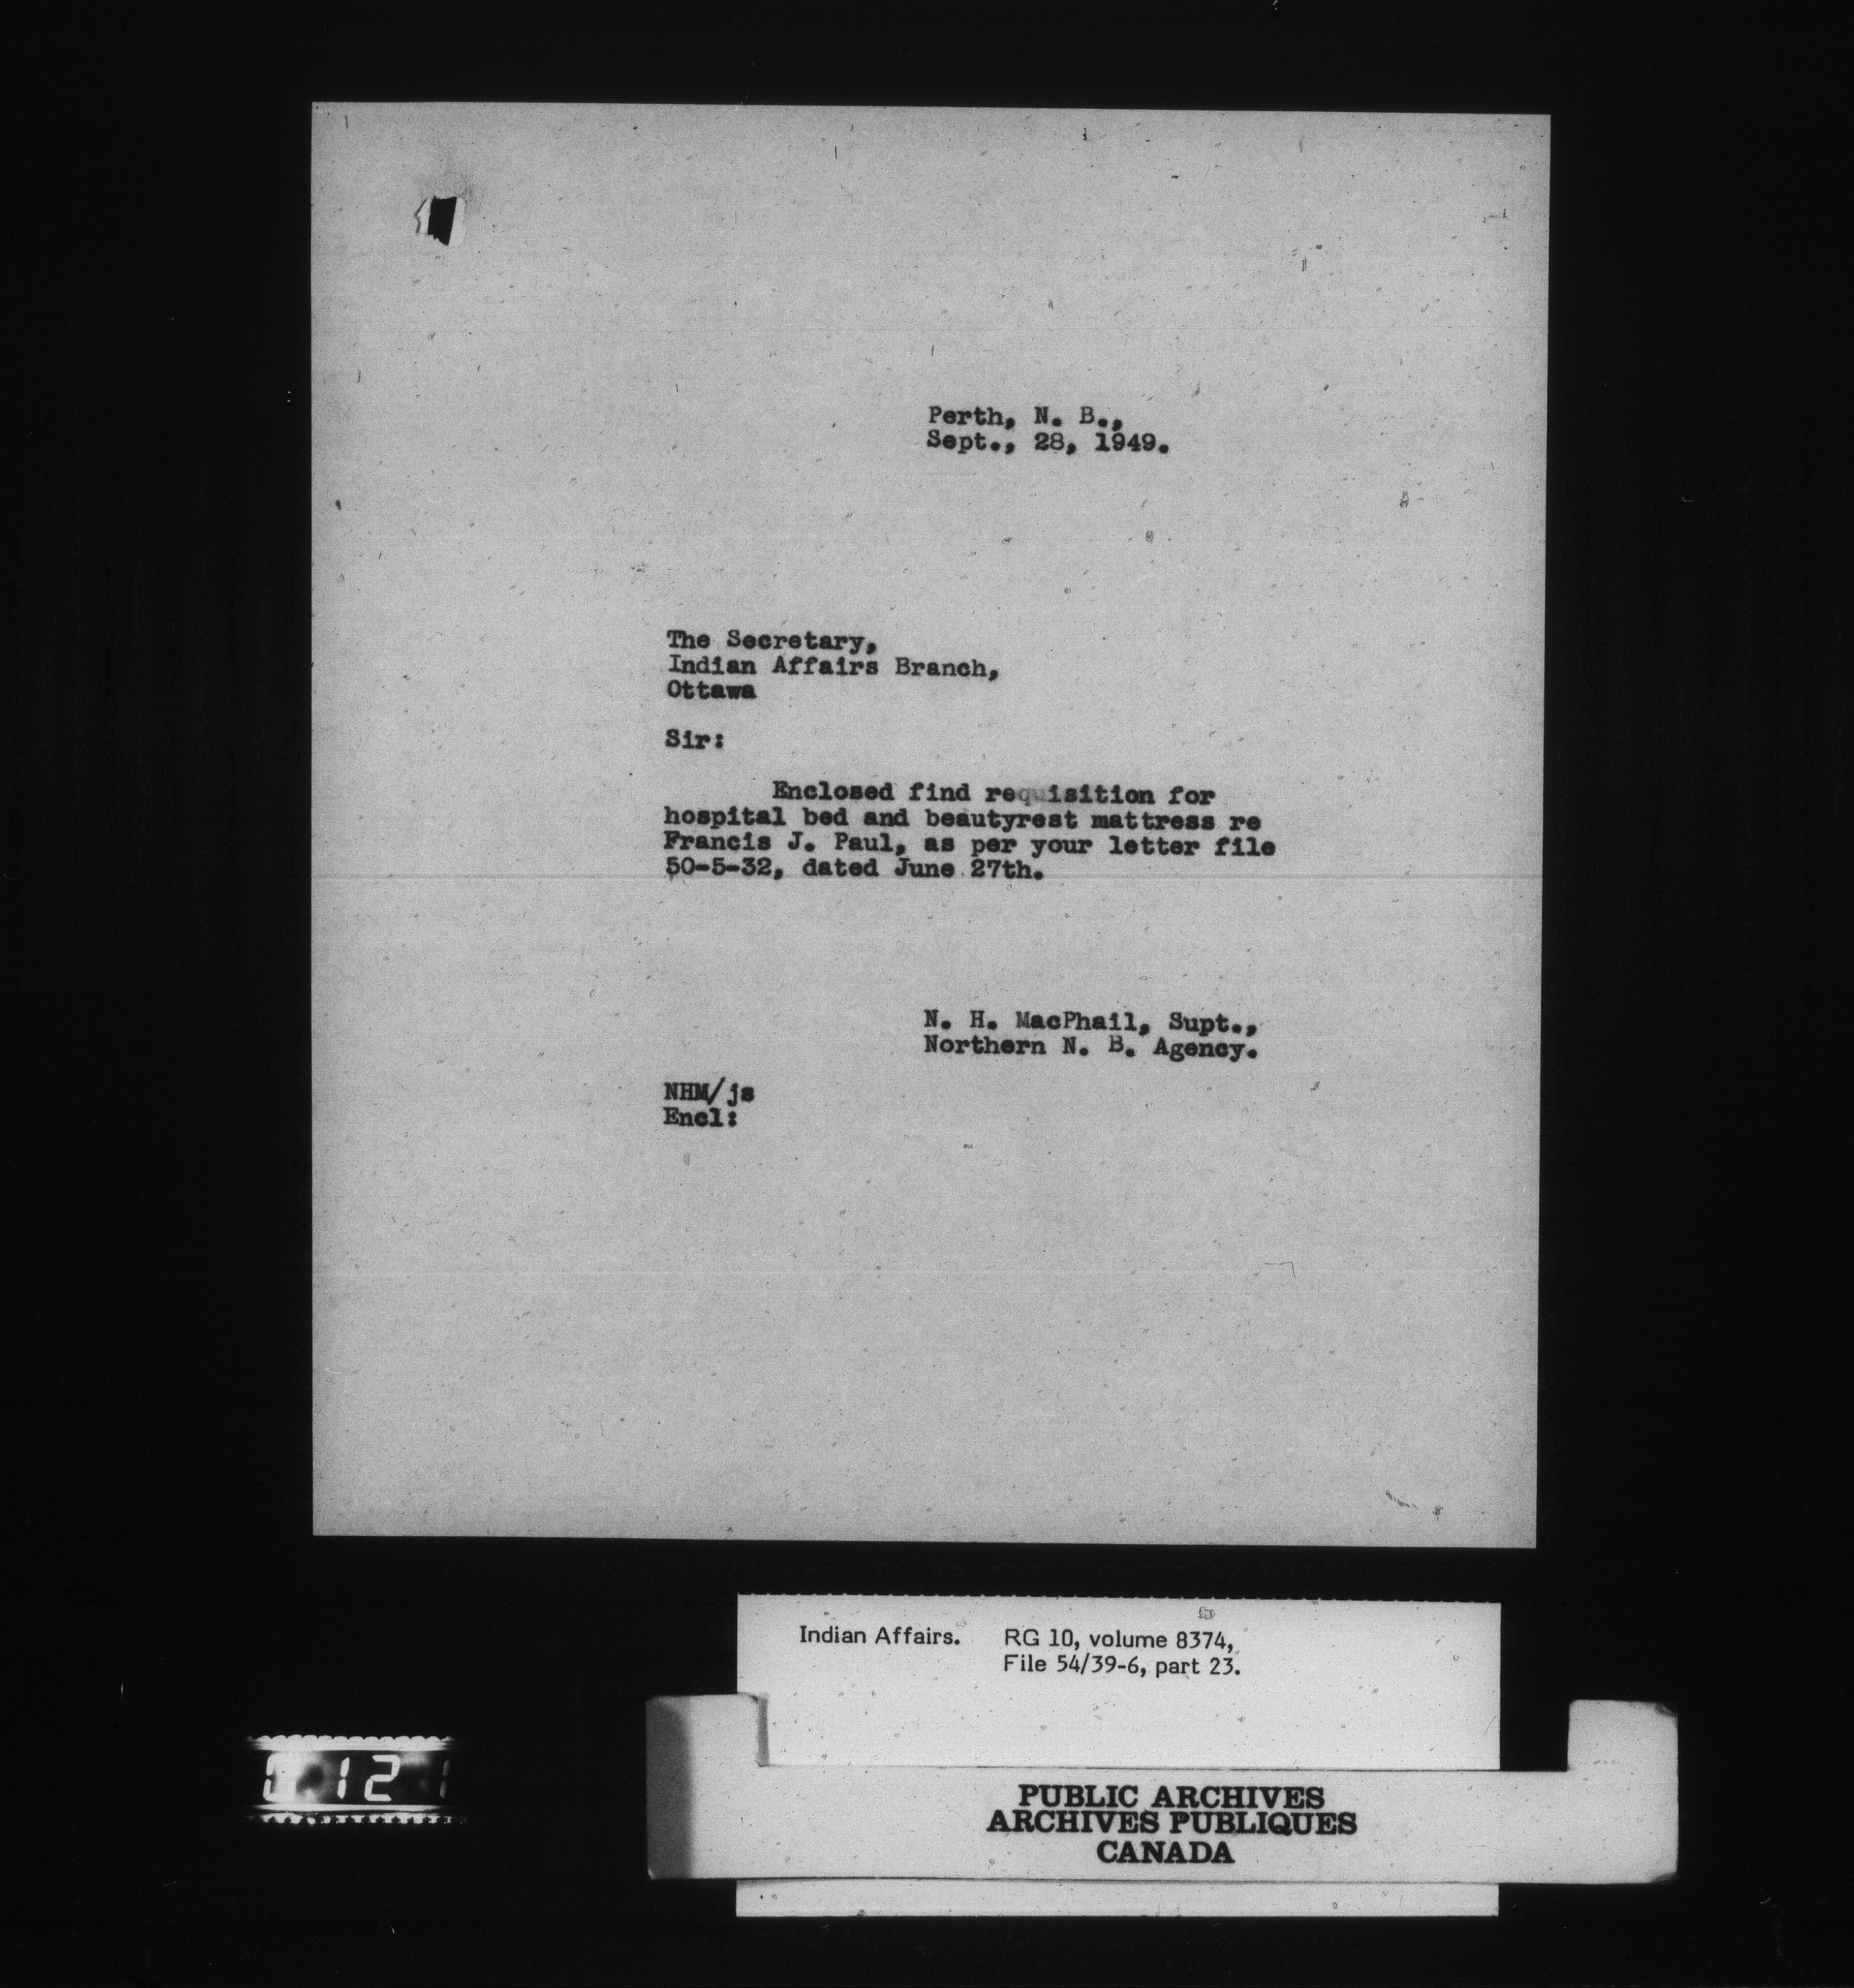 Perth, N. B.,
Sept., 28, 1949.
The Secretary,
Indian Affairs Branch,
Ottawa
Sir:
Enclosed find requisition for
hospital bed and beautyrest mattress re
Francis J. Paul, as per your letter file
50-5-32, dated June 27th.
N. H. MacPhail, Supt.,
Northern N. B. Agency.
NHM/js
Encl:
Indian Affairs. RG 10, volume 8374,
File 54/39-6, part 23.
PUBLIC ARCHIVES
ARCHIVES PUBLIQUES
CANADA
12